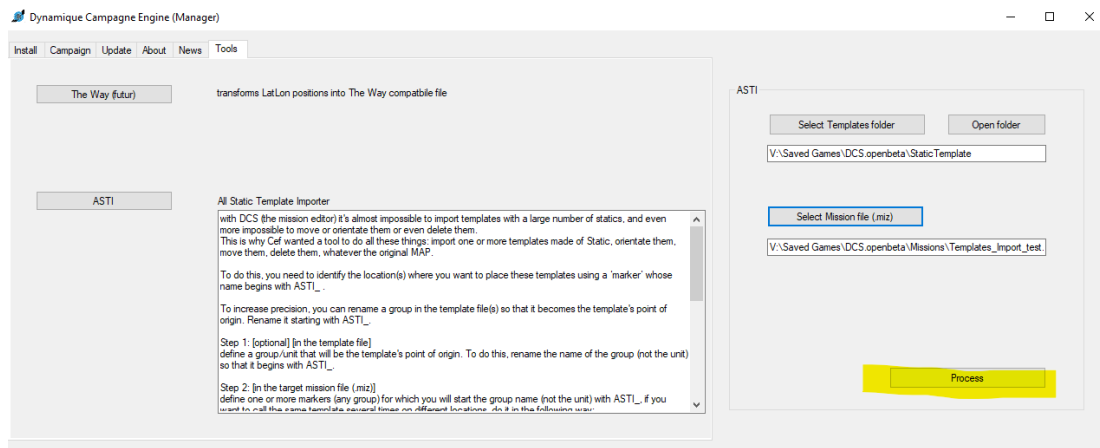 Dynamique Campagne Engine (Manager)
Install Campaign Update About News Tools
The Way (futur)
transforms LatLon positions into The Way compatbile file
ASTI
All Static Template Importer
with DCS (the mission editor) it's almost impossible to import templates with a large number of statics, and even
more impossible to move or orientate them or even delete them.
This is why Cef wanted a tool to do all these things: import one or more templates made of Static, orientate them,
move them, delete them, whatever the original MAP.
To do this, you need to identify the location(s) where you want to place these templates using a 'marker' whose
name begins with ASTI_ .
To increase precision, you can rename a group in the template file(s) so that it becomes the template's point of
origin. Rename it starting with ASTI_.
Step 1: [optional] [in the template file]
define a group/unit that will be the template's point of origin. To do this, rename the name of the group (not the unit)
so that it begins with ASTI_.
Step 2: [in the target mission file (.miz)]
define one or more markers (any group) for which you will start the group name (not the unit) with ASTI_, if you
want to call the same template several times on different locations, do it in the following way:
ASTI
Select Templates folder
Open folder
V:\Saved Games\DCS.openbeta\StaticTemplate
Select Mission file (.miz)
V:\Saved Games\DCS.openbeta\Missions\Templates_Import_test.
Process